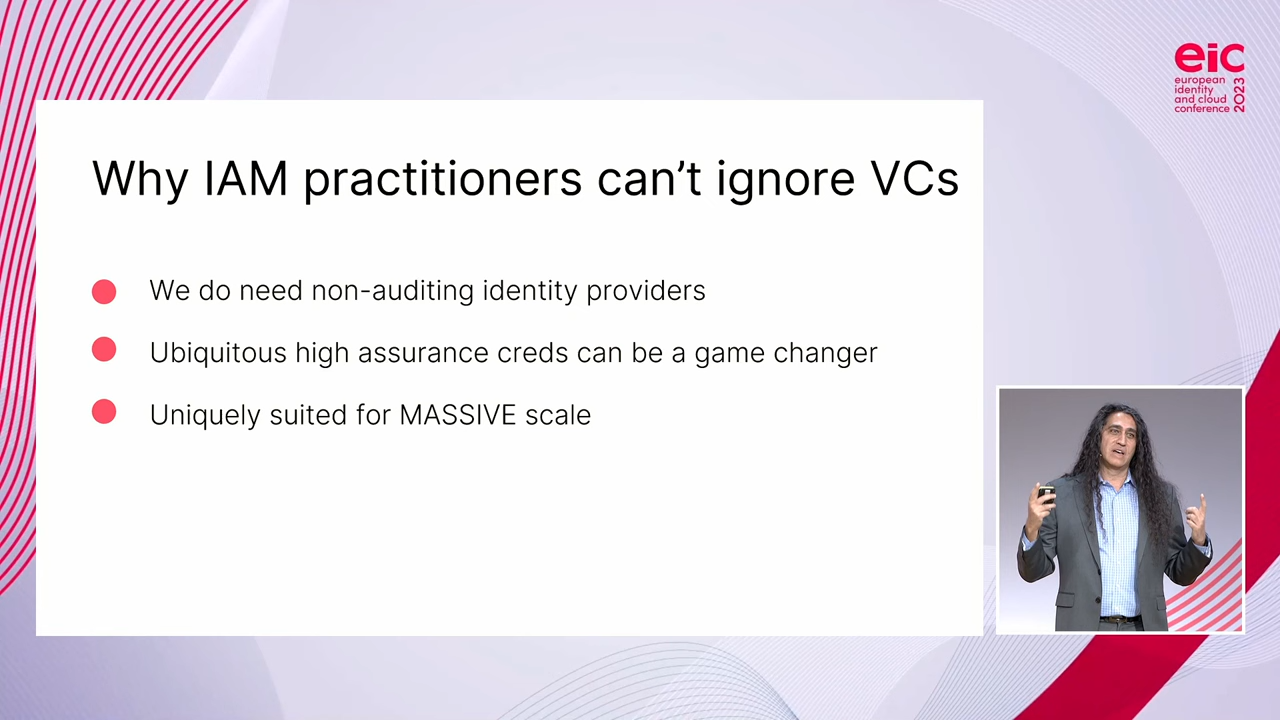 eic
european
identity
and cloud
conference
2023
Why IAM practitioners can’t ignore VCs
We do need non-auditing identity providers
Ubiquitous high assurance creds can be a game changer
Uniquely suited for MASSIVE scale